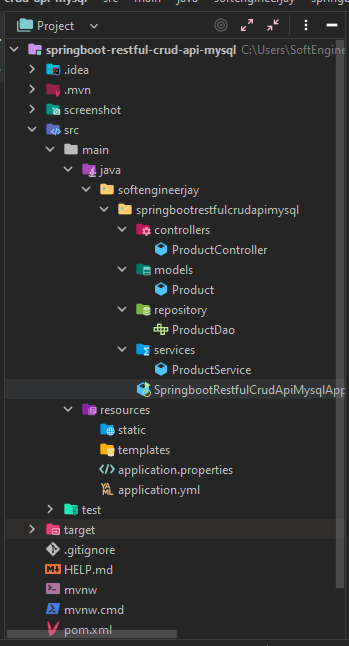 crud-api-mysql src main java softengineerjay
Project
springboot-restful-crud-api-mysql C:\Users\SoftEngine
.idea
.mvn
screenshot
src
main
java
softengineerjay
springbootrestfulcrudapimysql
controllers
ProductController
models
Product
repository
ProductDao
services
ProductService
SpringbootRestfulCrudApiMysqlApp
resources
static
templates
application.properties
application.yml
test
target
.gitignore
HELP.md
mvnw
mvnw.cmd
pom.xml